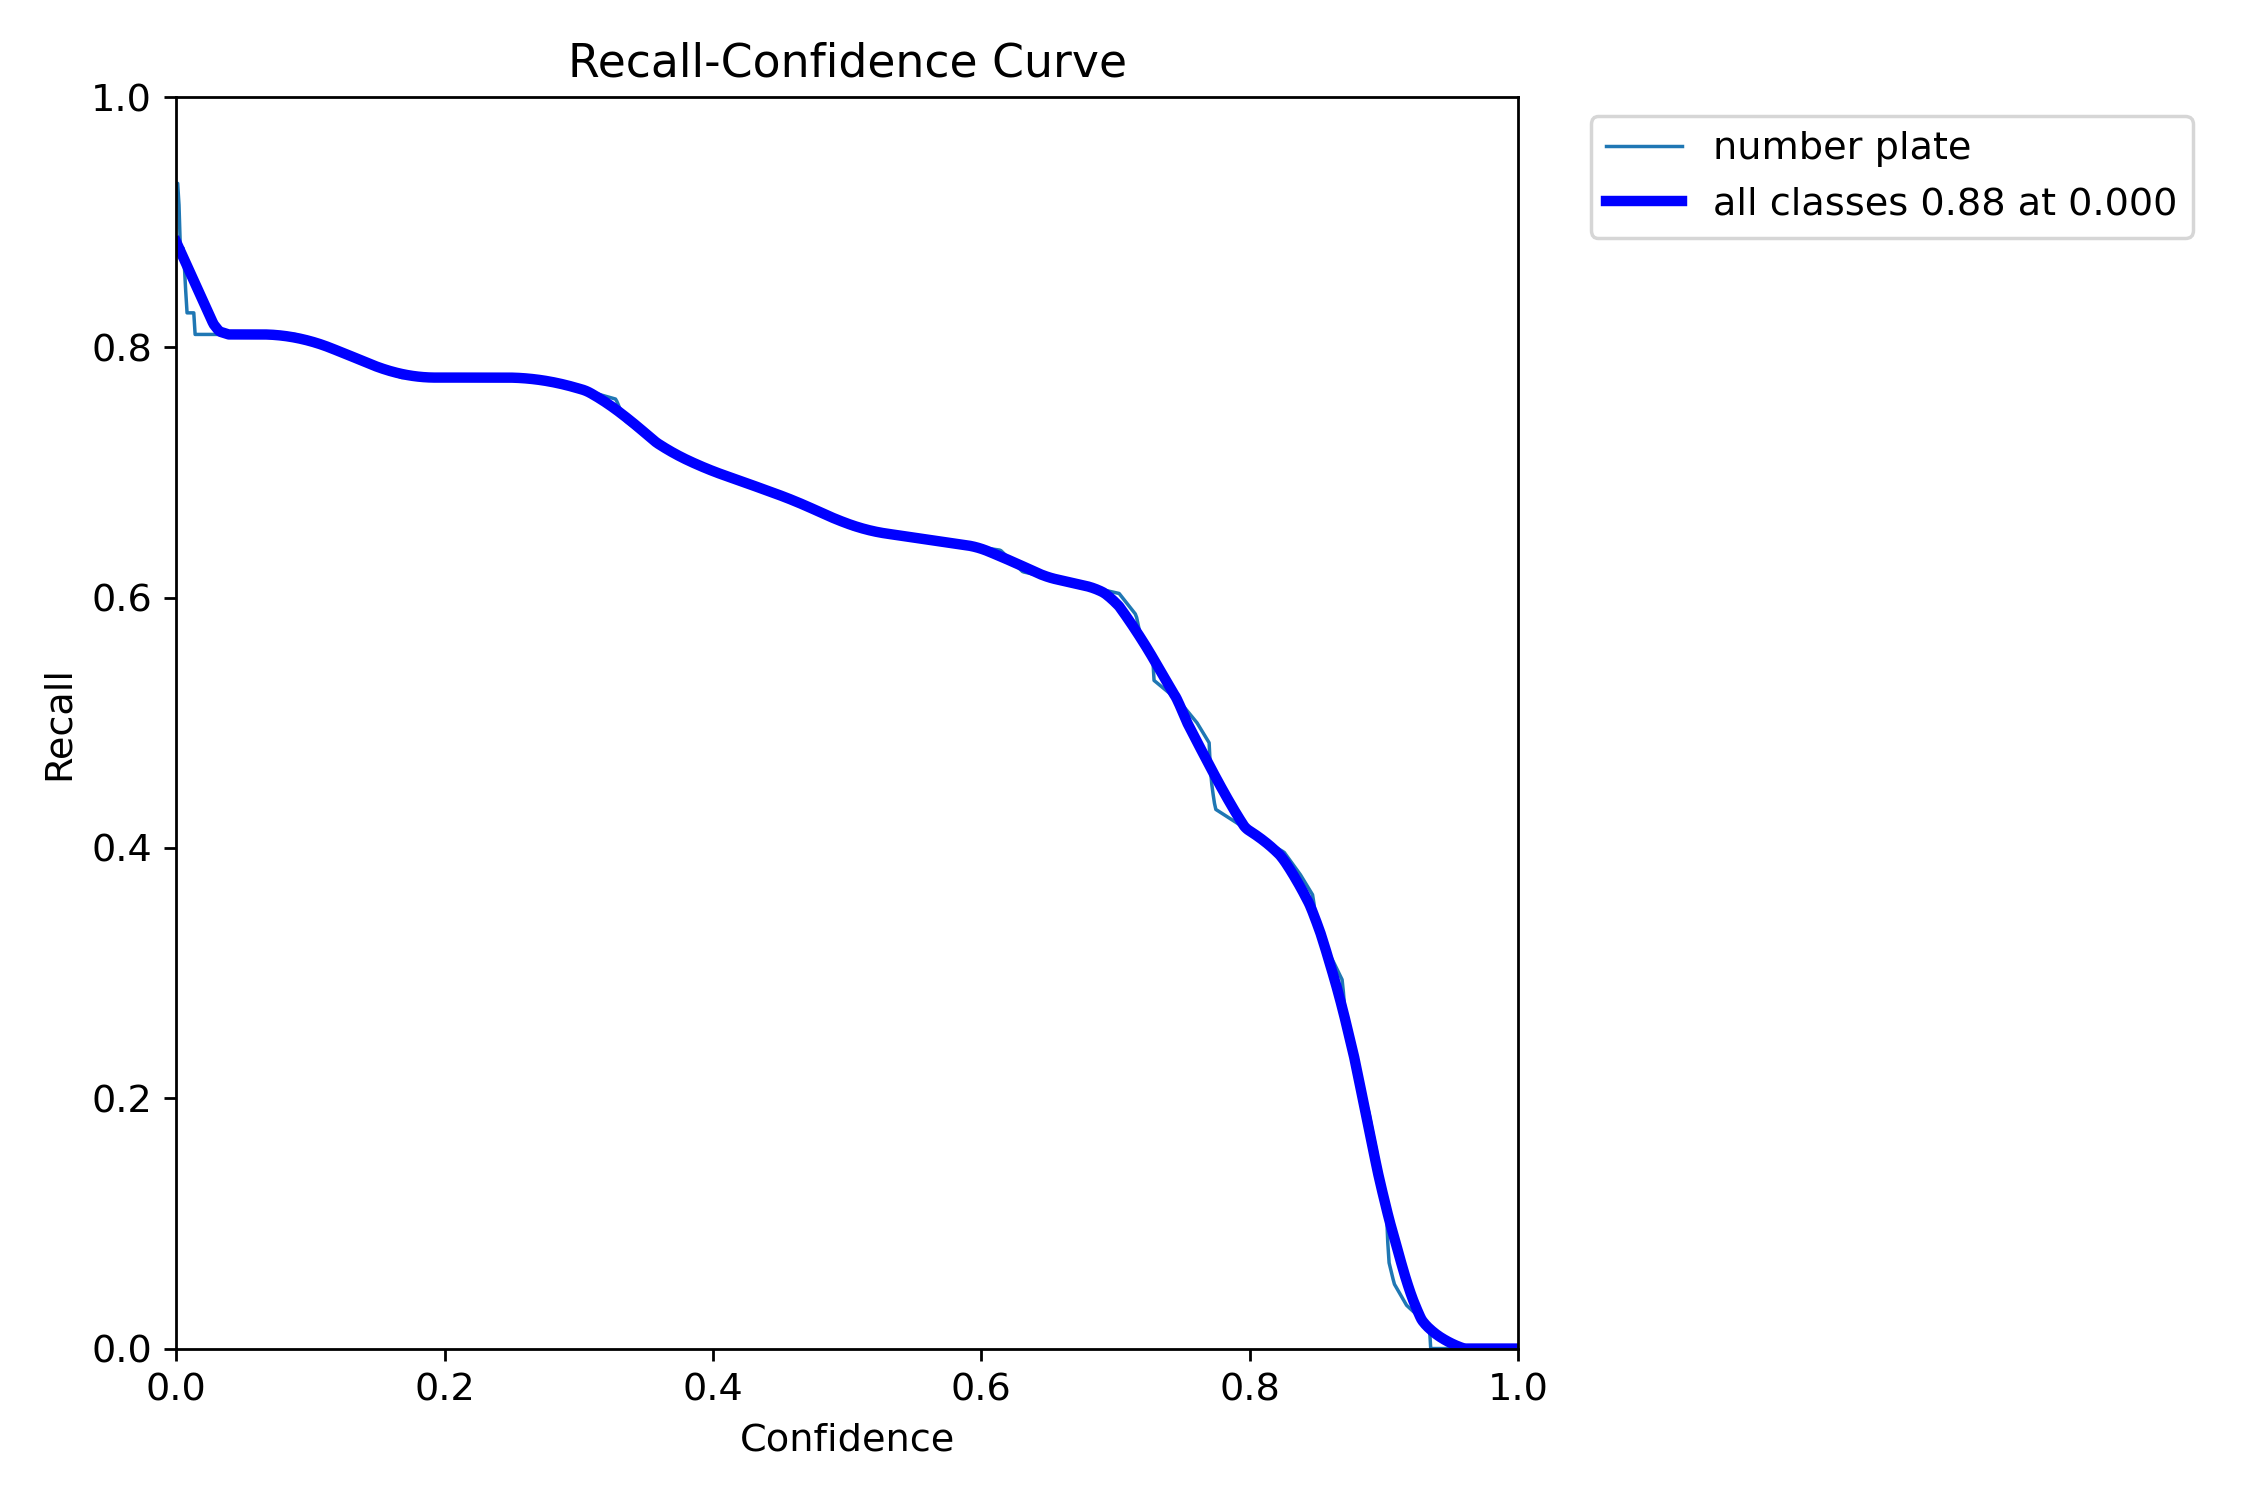 Recall-Confidence Curve
number plate
all classes 0.88 at 0.000
1.0
0.8
0.6
0.4
0.2
0.0
Recall
0.0 0.2 0.4 0.6 0.8 1.0
Confidence